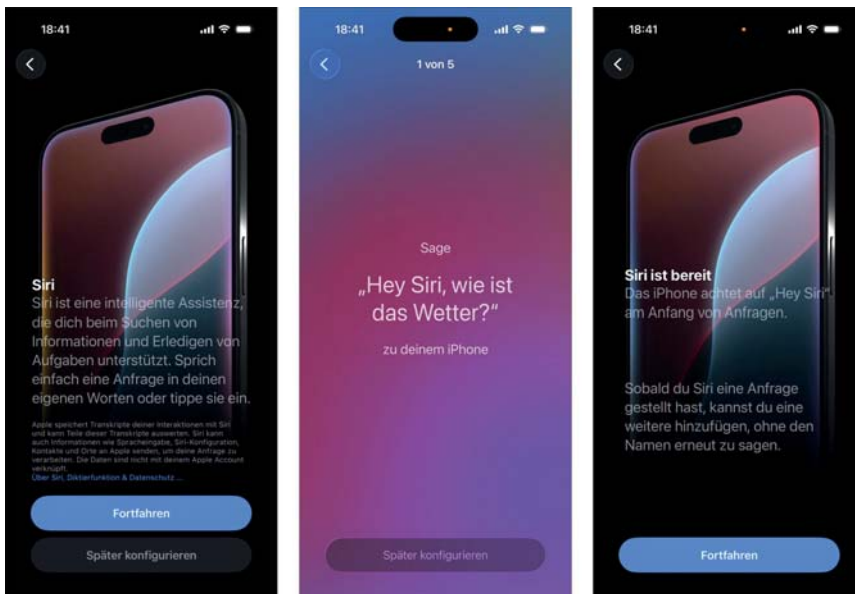 18:41
Siri
Siri ist eine intelligente Assistenz,
die dich beim Suchen von
Informationen und Erledigen von
Aufgaben unterstützt. Sprich
einfach eine Anfrage in deinen
eigenen Worten oder tippe sie ein.
Apple speichert Transkripte deiner Interaktionen mit Siri
und kann Teile dieser Transkripte auswerten. Siri kann
auch Informationen wie Spracheingabe, Siri-Konfiguration,
Kontakte und Orte an Apple senden, um deine Anfrage zu
verarbeiten. Die Daten sind nicht mit deinem Apple Account
verknüpft.
Über Siri, Diktierfunktion & Datenschutz ...
Fortfahren
Später konfigurieren
18:41
1 von 5
Sage
„Hey Siri, wie ist
das Wetter?“
zu deinem iPhone
Später konfigurieren
18:41
Siri ist bereit
Das iPhone achtet auf „Hey Siri“
am Anfang von Anfragen.
Sobald du Siri eine Anfrage
gestellt hast, kannst du eine
weitere hinzufügen, ohne den
Namen erneut zu sagen.
Fortfahren